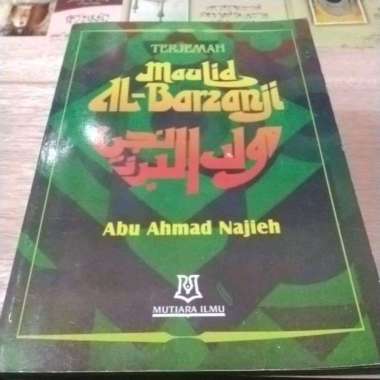 TERJEMAH
Maulid
AL-Barzanji
مولد البرزنجي
Abu Ahmad Najieh
MUTIARA ILMU